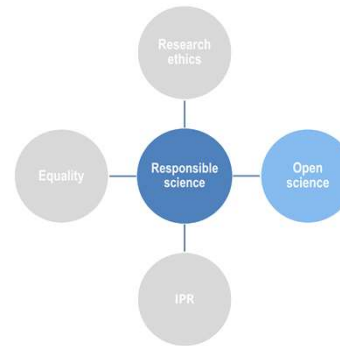 Research
ethics
Equality
Responsible
science
Open
science
IPR